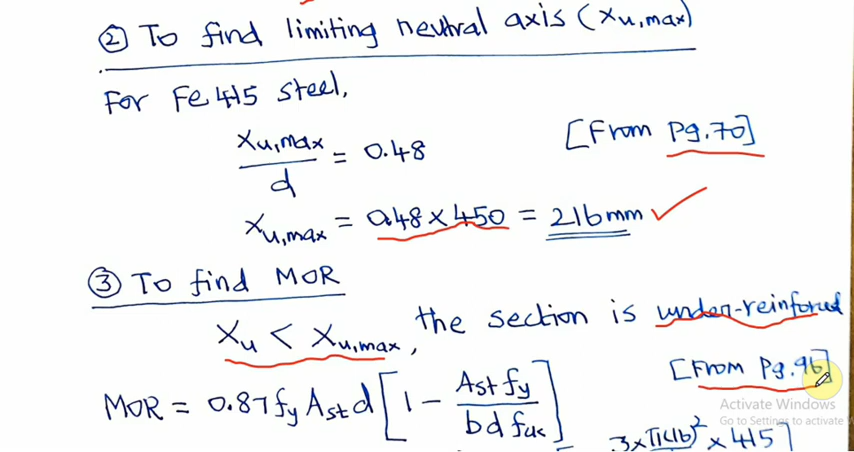 ② To find limiting neutral axis (xu,max)
For Fe 415 steel,
xu,max / d = 0.48 [From Pg.70]
xu,max = 0.48 × 450 = 216mm ✓
③ To find MOR
xu < xu,max, the section is under-reinforced
[From Pg.96]
MOR = 0.87 fy Ast d [1 - Ast fy / bd fck]
Activate Windows
Go to Settings to activate W
3×π(16)² × 415]